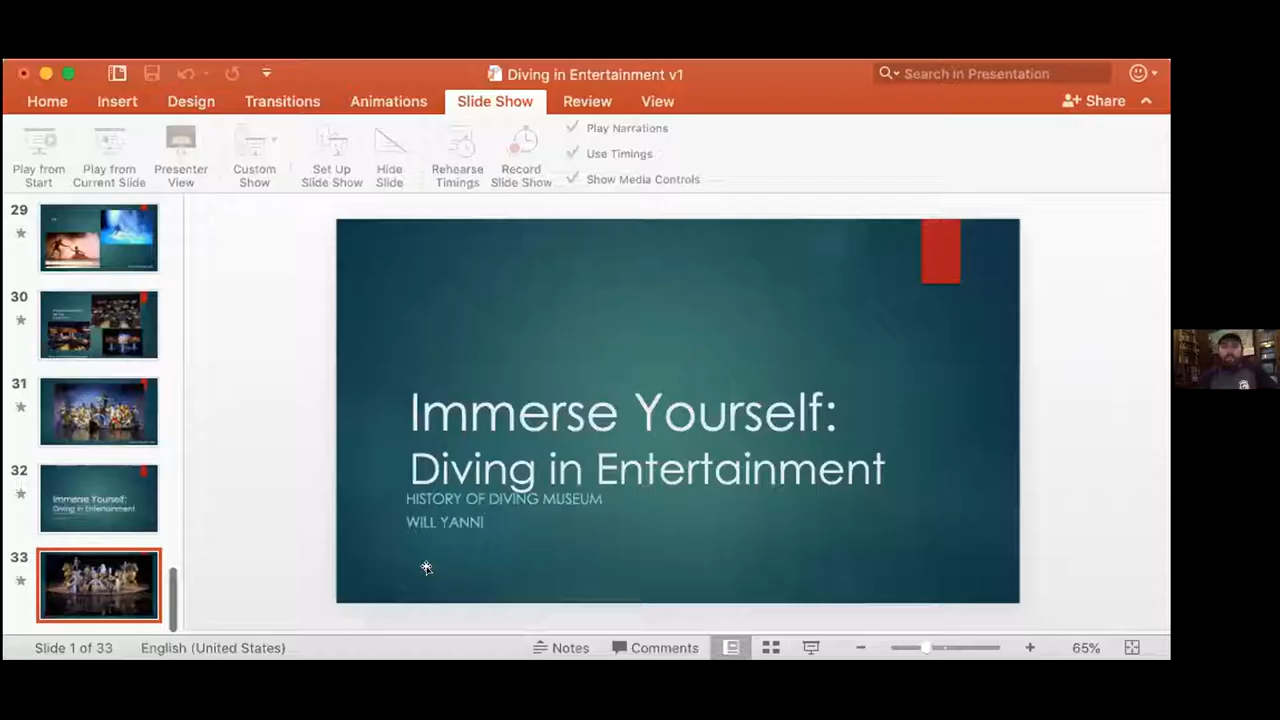 Diving in Entertainment v1
Search in Presentation
Home Insert Design Transitions Animations Slide Show Review View Share
Play from Start
Play from Current Slide
Presenter View
Custom Show
Set Up Slide Show
Hide Slide
Rehearse Timings
Record Slide Show
Play Narrations
Use Timings
Show Media Controls
29
30
31
32
Immerse Yourself:
Diving in Entertainment
33
Immerse Yourself:
Diving in Entertainment
HISTORY OF DIVING MUSEUM
WILL YANNI
Slide 1 of 33 English (United States) Notes Comments 65%